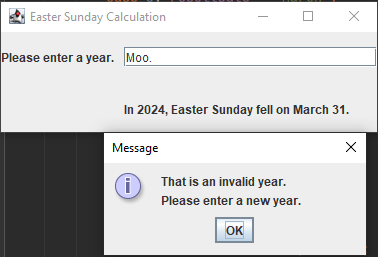 Easter Sunday Calculation
Please enter a year. Moo.
In 2024, Easter Sunday fell on March 31.
Message
That is an invalid year.
Please enter a new year.
OK